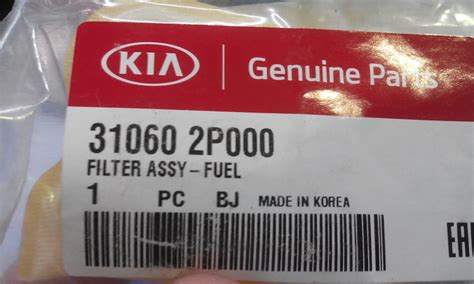 KIA
Genuine Parts
31060 2P000
FILTER ASSY-FUEL
1 PC BJ MADE IN KOREA